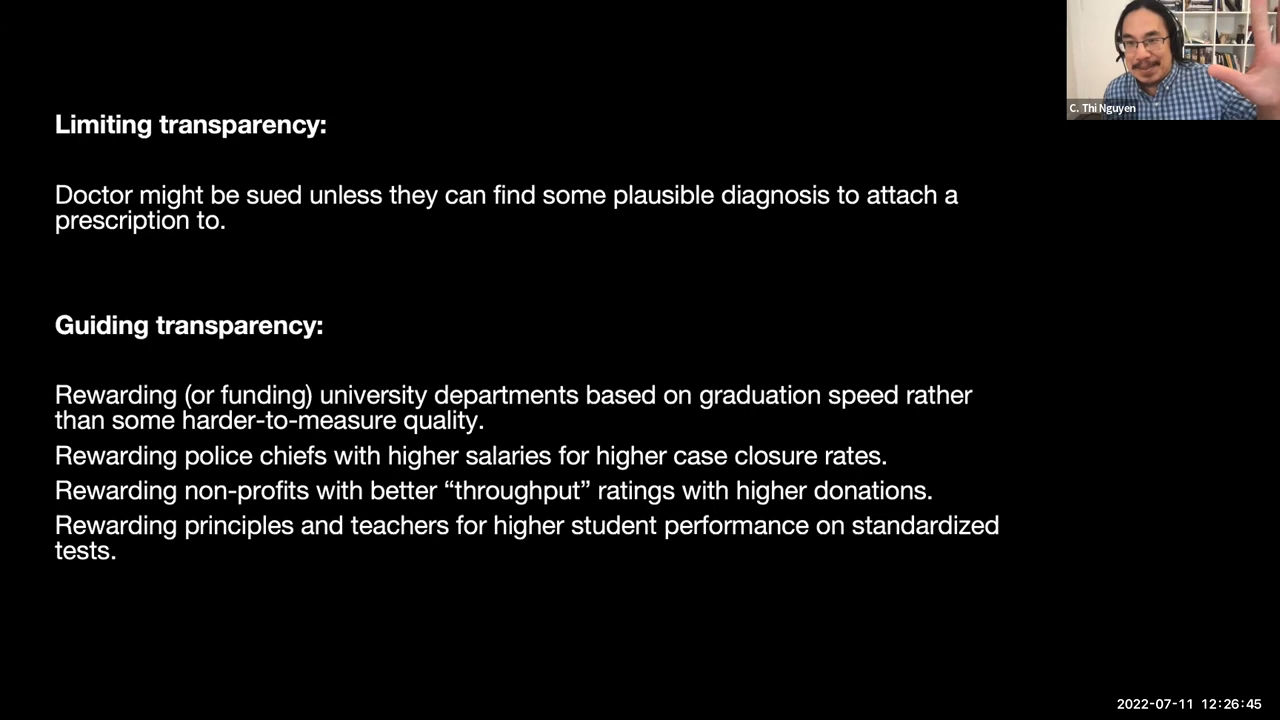 C. Thi Nguyen
Limiting transparency:
Doctor might be sued unless they can find some plausible diagnosis to attach a
prescription to.
Guiding transparency:
Rewarding (or funding) university departments based on graduation speed rather
than some harder-to-measure quality.
Rewarding police chiefs with higher salaries for higher case closure rates.
Rewarding non-profits with better “throughput” ratings with higher donations.
Rewarding principles and teachers for higher student performance on standardized
tests.
2022-07-11 12:26:45